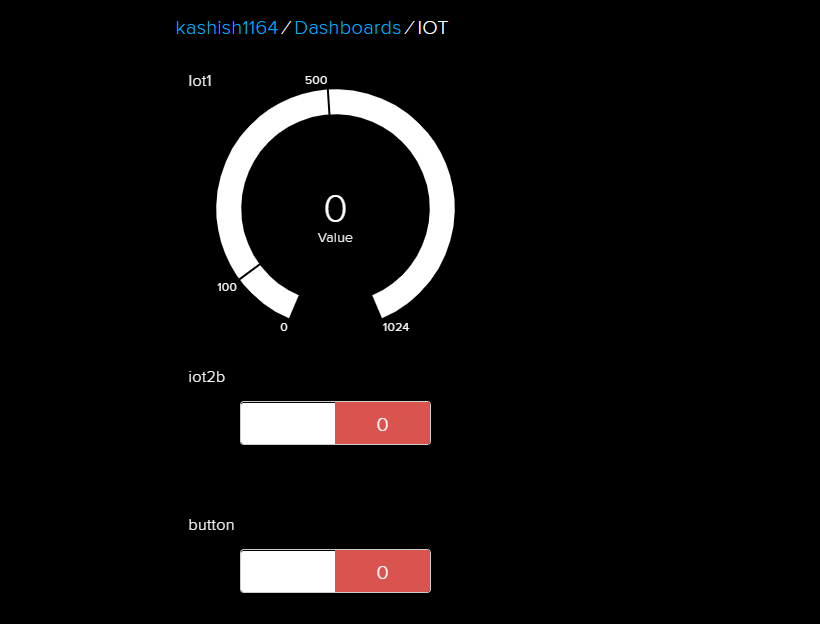 kashish1164/Dashboards/IOT
Iot1
500
0
Value
100
0
1024
iot2b
0
button
0